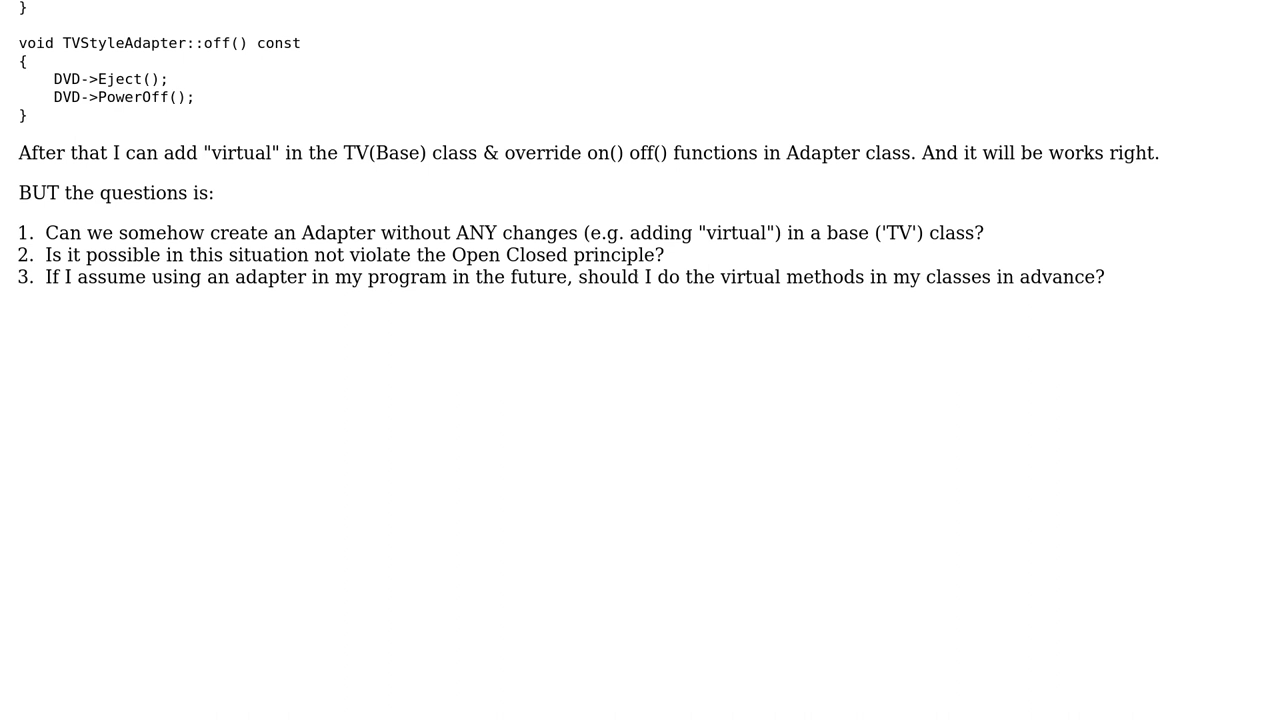 }
void TVStyleAdapter::off() const
{
    DVD->Eject();
    DVD->PowerOff();
}
After that I can add "virtual" in the TV(Base) class & override on() off() functions in Adapter class. And it will be works right.
BUT the questions is:
1. Can we somehow create an Adapter without ANY changes (e.g. adding "virtual") in a base ('TV') class?
2. Is it possible in this situation not violate the Open Closed principle?
3. If I assume using an adapter in my program in the future, should I do the virtual methods in my classes in advance?